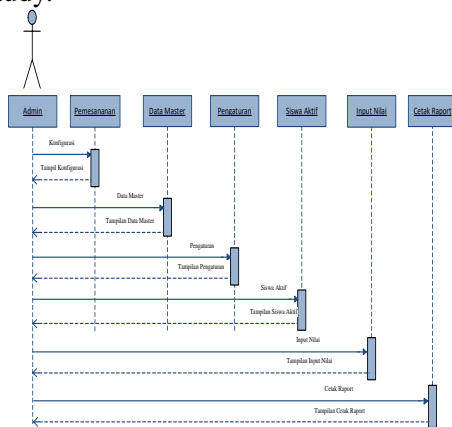 Admin
Pemesananan
Data Master
Pengaturan
Siswa Aktif
Input Nilai
Cetak Raport
Konfigurasi
Tampil Konfigurasi
Data Master
Tampilan Data Master
Pengaturan
Tampilan Pengaturan
Siswa Aktif
Tampilan Siswa Aktif
Input Nilai
Tampilan Input Nilai
Cetak Raport
Tampilan Cetak Raport